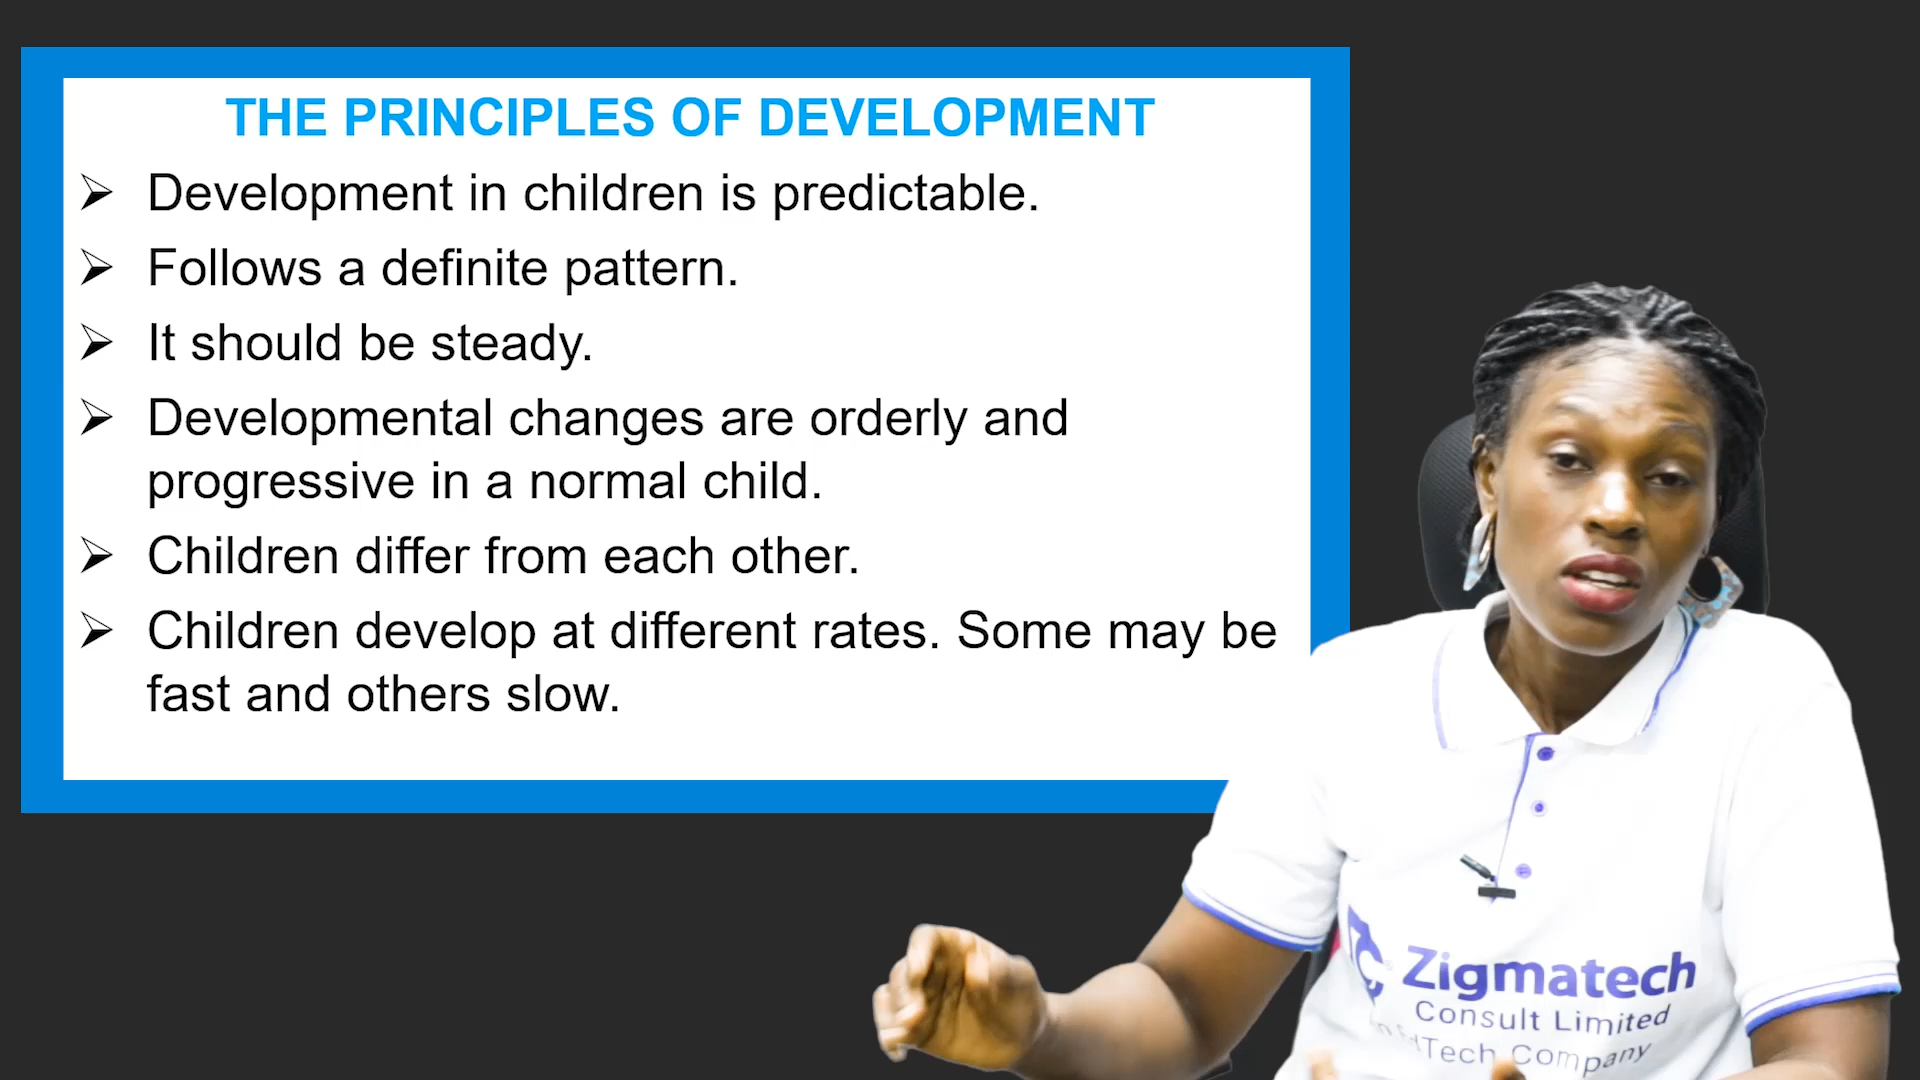 THE PRINCIPLES OF DEVELOPMENT
➢ Development in children is predictable.
➢ Follows a definite pattern.
➢ It should be steady.
➢ Developmental changes are orderly and
progressive in a normal child.
➢ Children differ from each other.
➢ Children develop at different rates. Some may be
fast and others slow.
Zigmatech
Consult Limited
Tech Company